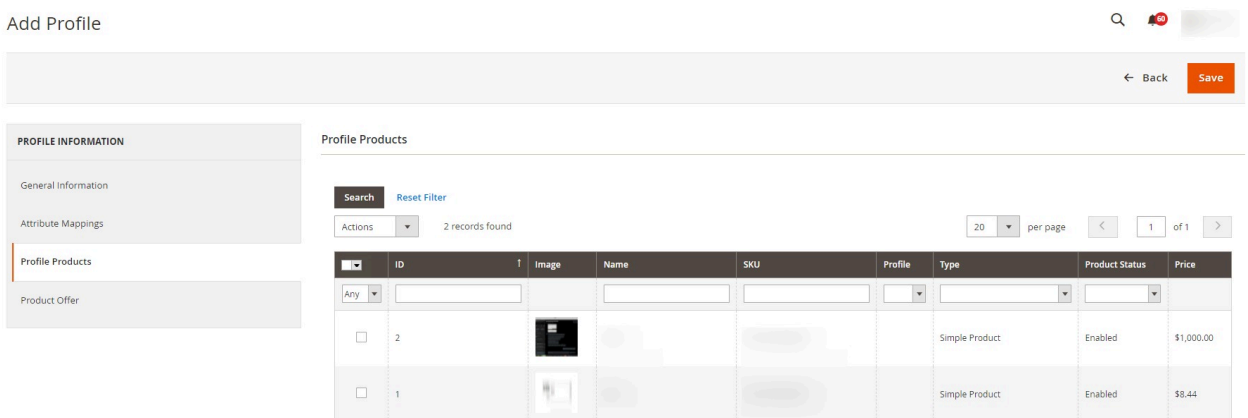 Add Profile
60
← Back Save
PROFILE INFORMATION
General Information
Attribute Mappings
Profile Products
Product Offer
Profile Products
Search Reset Filter
Actions 2 records found 20 per page 1 of 1
ID ↑ Image Name SKU Profile Type Product Status Price
Any
2 Simple Product Enabled $1,000.00
1 Simple Product Enabled $8.44